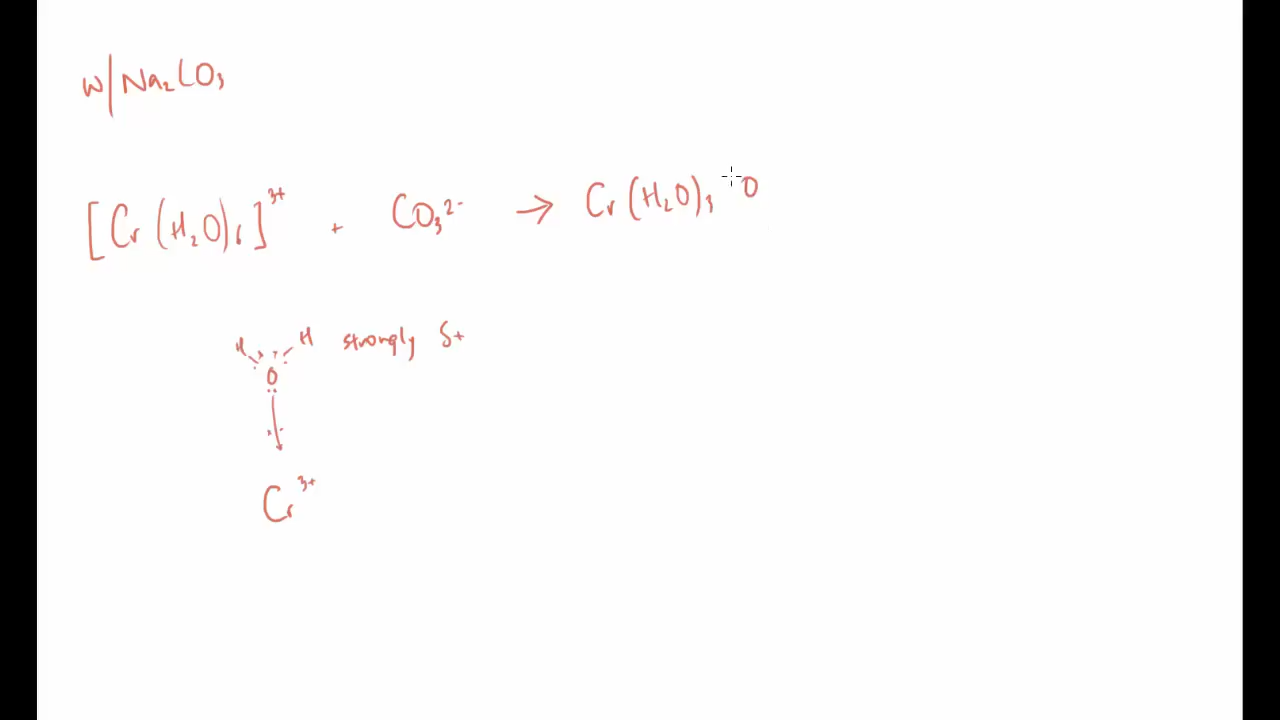 w/Na₂CO₃
[Cr(H₂O)₆]³⁺ + CO₃²⁻ → Cr(H₂O)₃ O
H H strongly δ+
O
Cr³⁺